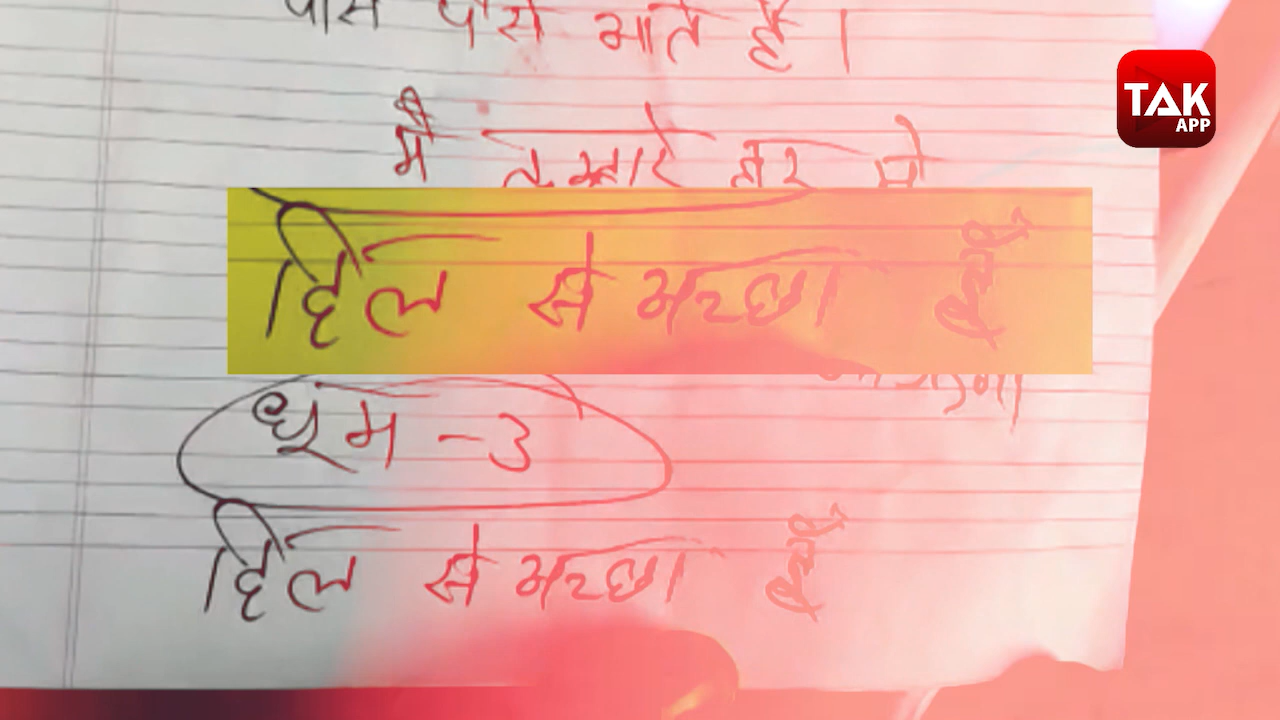 पास पैसे आते हैं।
मैं तुम्हारे घर मे
दिल से अच्छा हूँ
धूम -3
दिल से अच्छा हूँ
TAK
APP